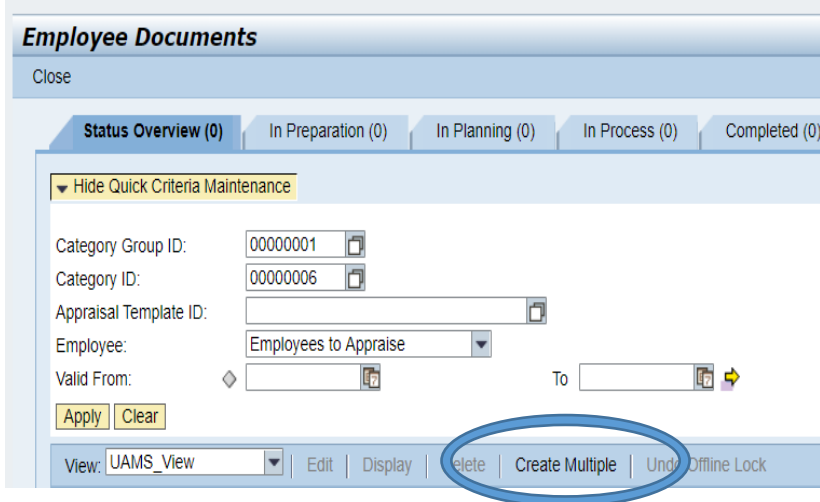 Employee Documents
Close
Status Overview (0) In Preparation (0) In Planning (0) In Process (0) Completed (0)
Hide Quick Criteria Maintenance
Category Group ID: 00000001
Category ID: 00000006
Appraisal Template ID:
Employee: Employees to Appraise
Valid From: To
Apply Clear
View: UAMS_View Edit Display elete Create Multiple Undo Offline Lock